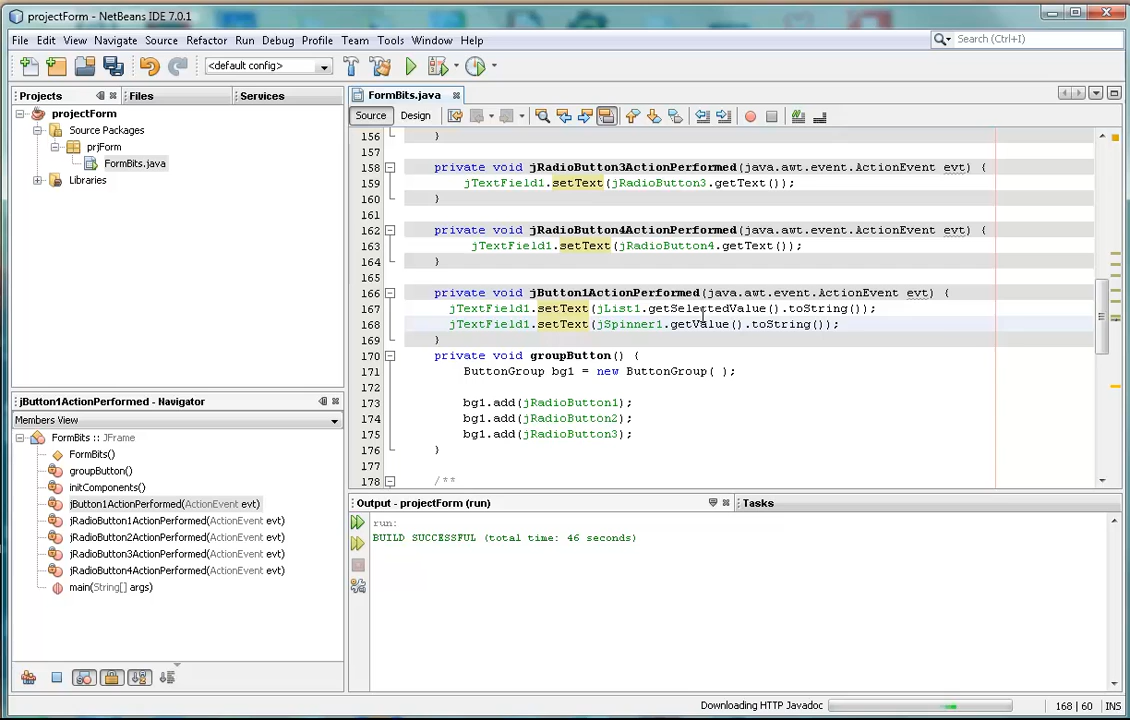 projectForm - NetBeans IDE 7.0.1
File Edit View Navigate Source Refactor Run Debug Profile Team Tools Window Help
Search (Ctrl+I)
<default config>
Projects Files Services
FormBits.java
projectForm
Source Packages
prjForm
FormBits.java
Libraries
Source Design
156 }
157
158 private void jRadioButton3ActionPerformed(java.awt.event.ActionEvent evt) {
159 jTextField1.setText(jRadioButton3.getText());
160 }
161
162 private void jRadioButton4ActionPerformed(java.awt.event.ActionEvent evt) {
163 jTextField1.setText(jRadioButton4.getText());
164 }
165
166 private void jButton1ActionPerformed(java.awt.event.ActionEvent evt) {
167 jTextField1.setText(jList1.getSelectedValue().toString());
168 jTextField1.setText(jSpinner1.getValue().toString());
169 }
170 private void groupButton() {
171 ButtonGroup bg1 = new ButtonGroup( );
172
173 bg1.add(jRadioButton1);
174 bg1.add(jRadioButton2);
175 bg1.add(jRadioButton3);
176 }
177
178 /**
jButton1ActionPerformed - Navigator
Members View
FormBits :: JFrame
FormBits()
groupButton()
initComponents()
jButton1ActionPerformed(ActionEvent evt)
jRadioButton1ActionPerformed(ActionEvent evt)
jRadioButton2ActionPerformed(ActionEvent evt)
jRadioButton3ActionPerformed(ActionEvent evt)
jRadioButton4ActionPerformed(ActionEvent evt)
main(String[] args)
Output - projectForm (run) Tasks
run:
BUILD SUCCESSFUL (total time: 46 seconds)
Downloading HTTP Javadoc 168 | 60 INS